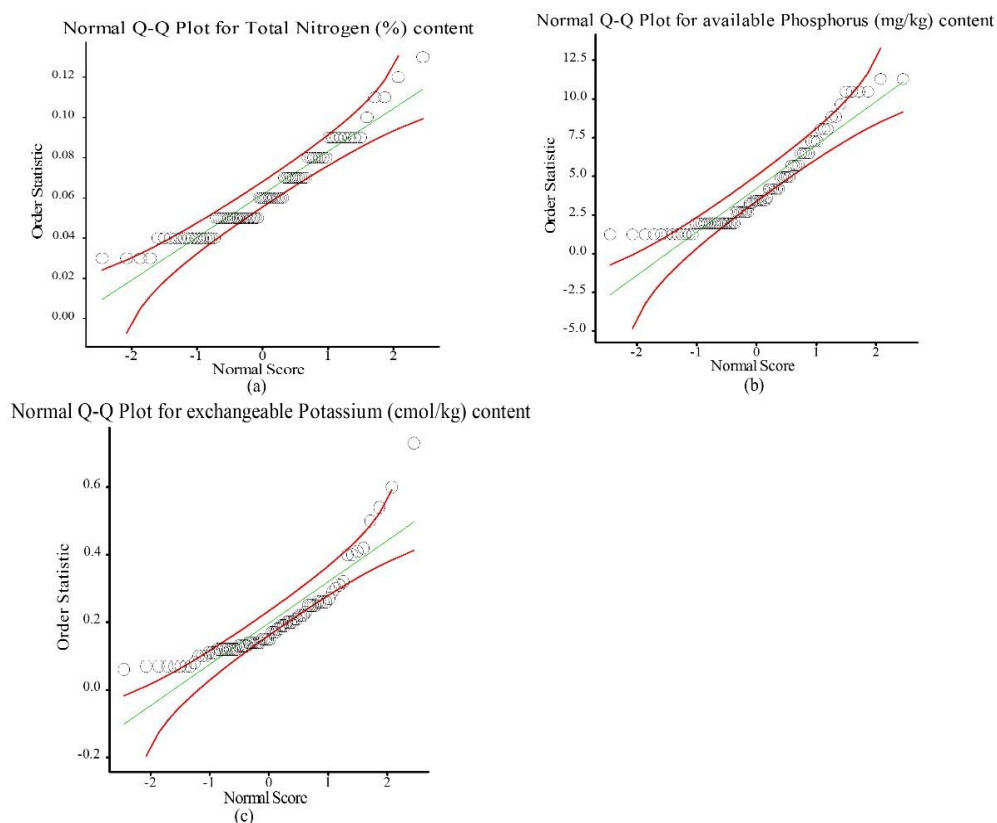 Normal Q-Q Plot for Total Nitrogen (%) content
0.12
0.10
0.08
0.06
0.04
0.02
0.00
Order Statistic
-2 -1 0 1 2
Normal Score
(a)
Normal Q-Q Plot for available Phosphorus (mg/kg) content
12.5
10.0
7.5
5.0
2.5
0.0
-2.5
-5.0
Order Statistic
-2 -1 0 1 2
Normal Score
(b)
Normal Q-Q Plot for exchangeable Potassium (cmol/kg) content
0.6
0.4
0.2
0.0
-0.2
Order Statistic
-2 -1 0 1 2
Normal Score
(c)